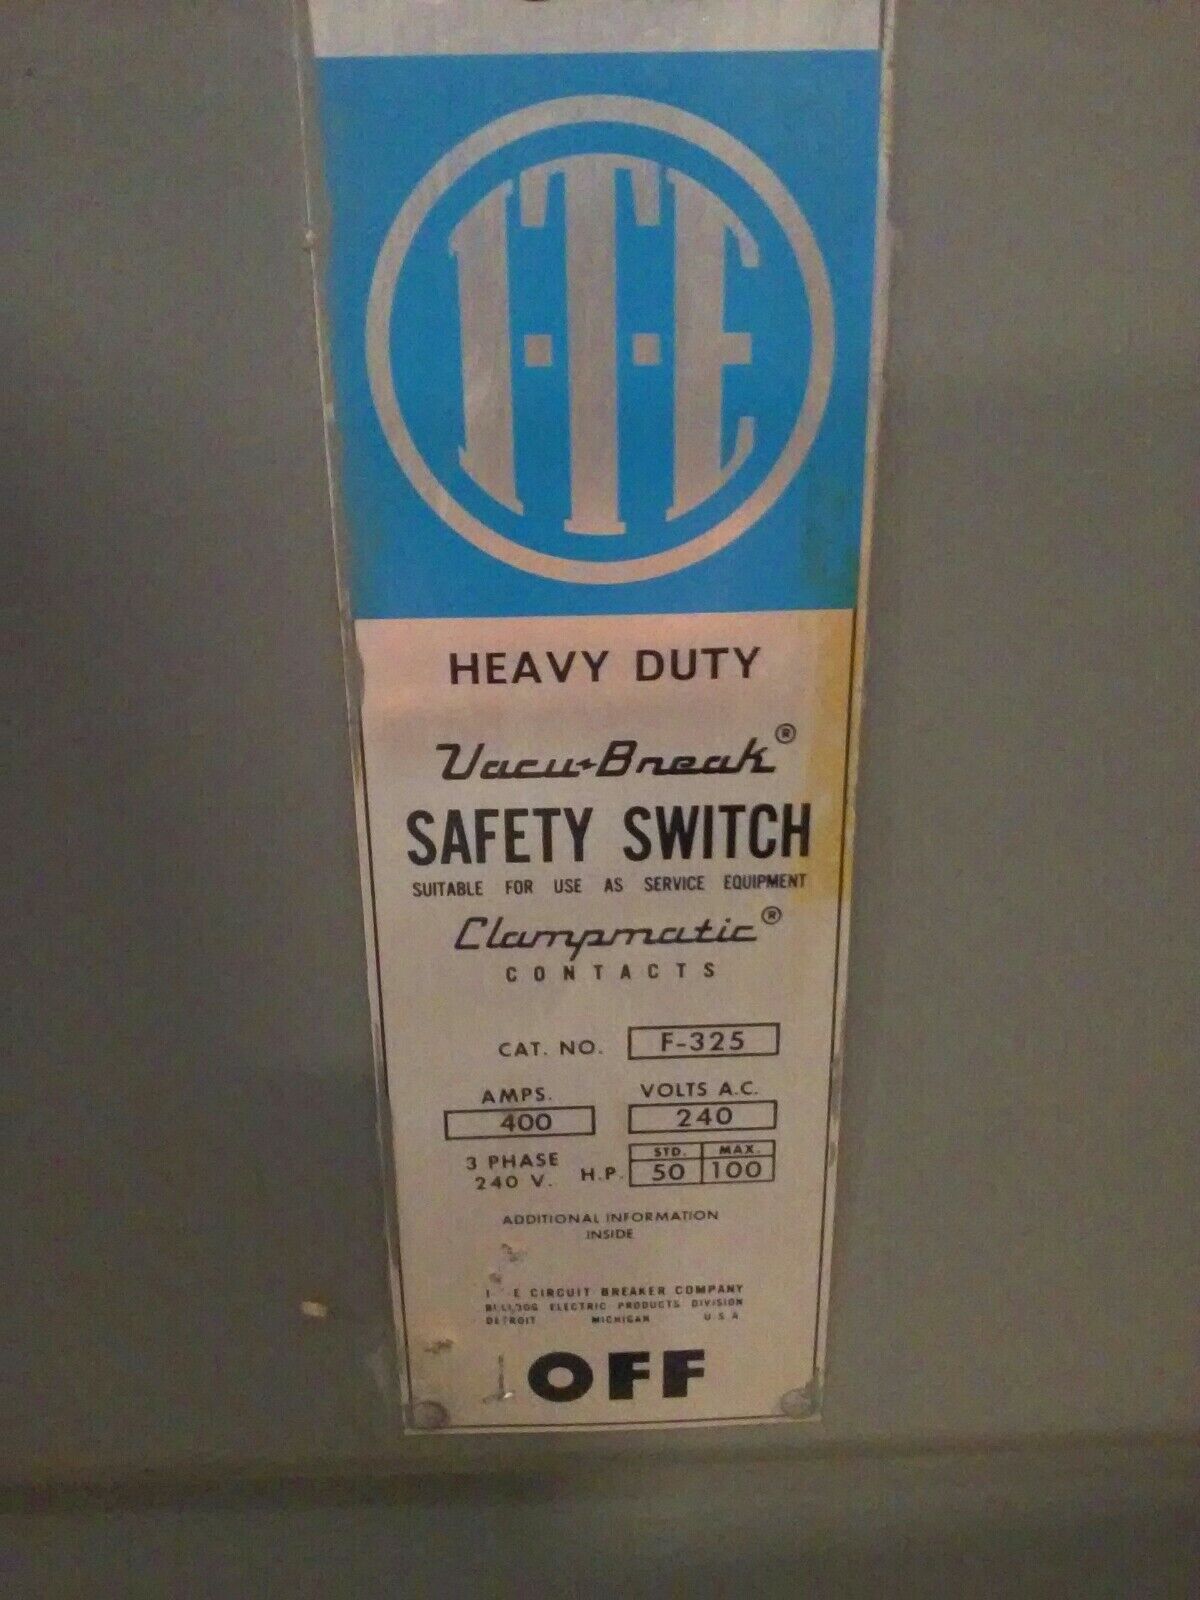 I·T·E
HEAVY DUTY
Vacu-Break®
SAFETY SWITCH
SUITABLE FOR USE AS SERVICE EQUIPMENT
Clampmatic®
CONTACTS
CAT. NO. F-325
AMPS. VOLTS A.C.
400 240
3 PHASE 240 V. H.P. STD. 50 MAX. 100
ADDITIONAL INFORMATION
INSIDE
E CIRCUIT BREAKER COMPANY
BULLDOG ELECTRIC PRODUCTS DIVISION
DETROIT MICHIGAN U S A
OFF